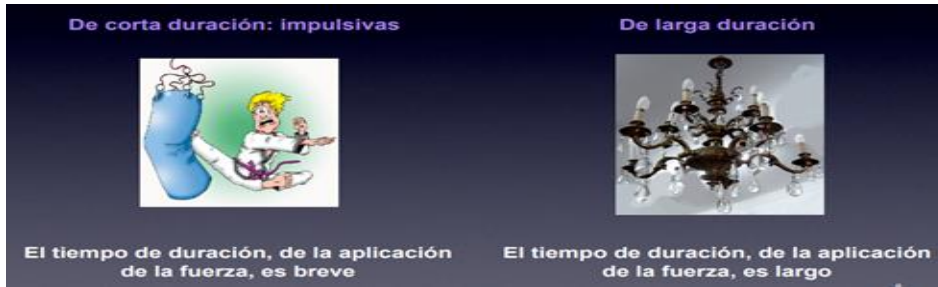 De corta duración: impulsivas
De larga duración
El tiempo de duración, de la aplicación
de la fuerza, es breve
El tiempo de duración, de la aplicación
de la fuerza, es largo